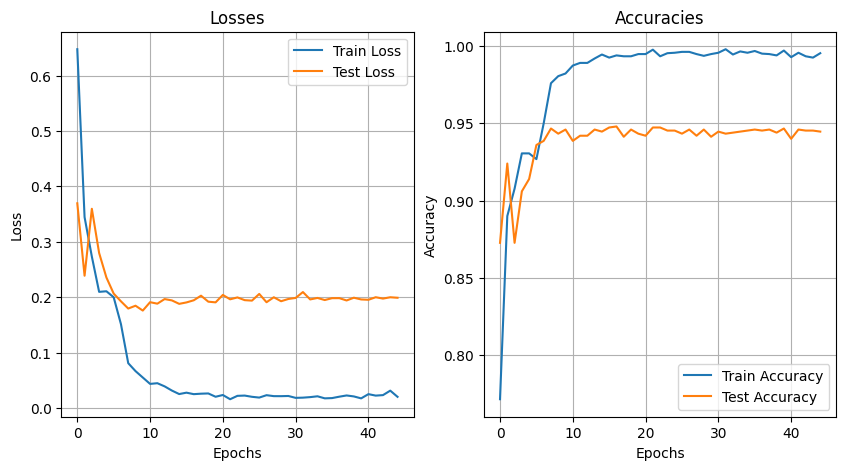 Losses
Train Loss
Test Loss
0.6
0.5
0.4
0.3
0.2
0.1
0.0
Loss
0 10 20 30 40
Epochs
Accuracies
1.00
0.95
0.90
0.85
0.80
Accuracy
Train Accuracy
Test Accuracy
0 10 20 30 40
Epochs